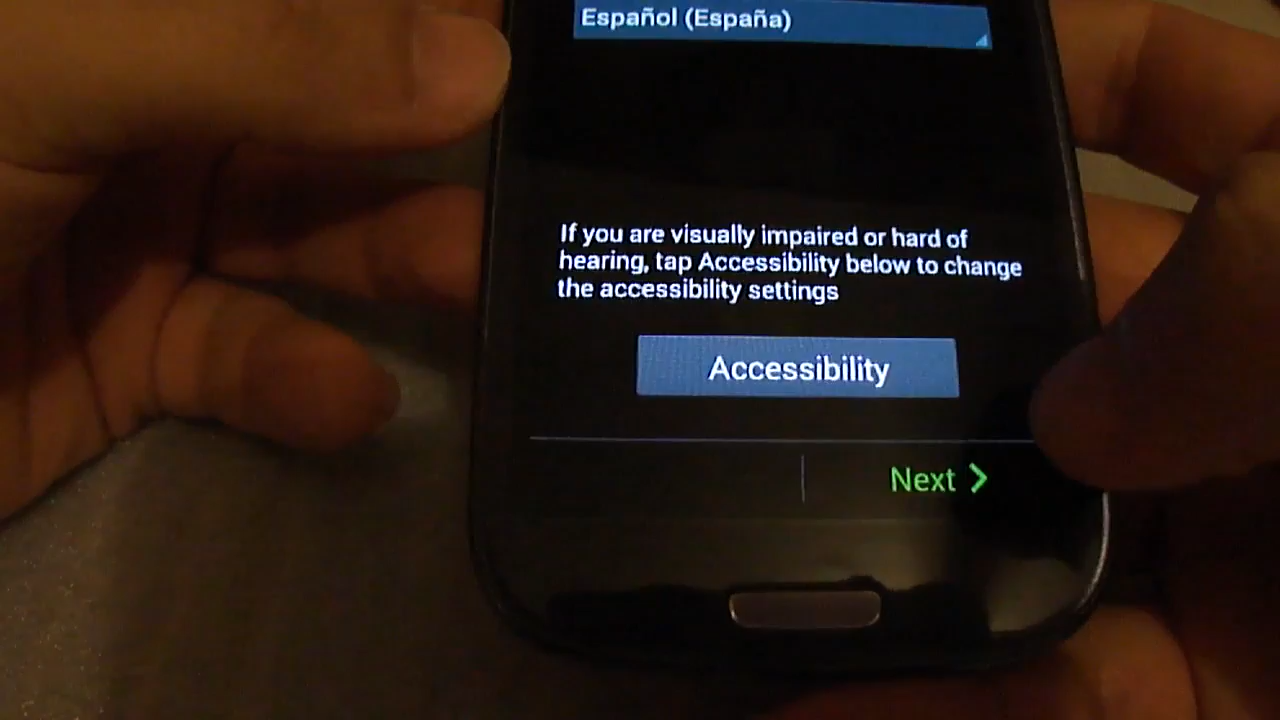 Español (España)
If you are visually impaired or hard of
hearing, tap Accessibility below to change
the accessibility settings
Accessibility
Next